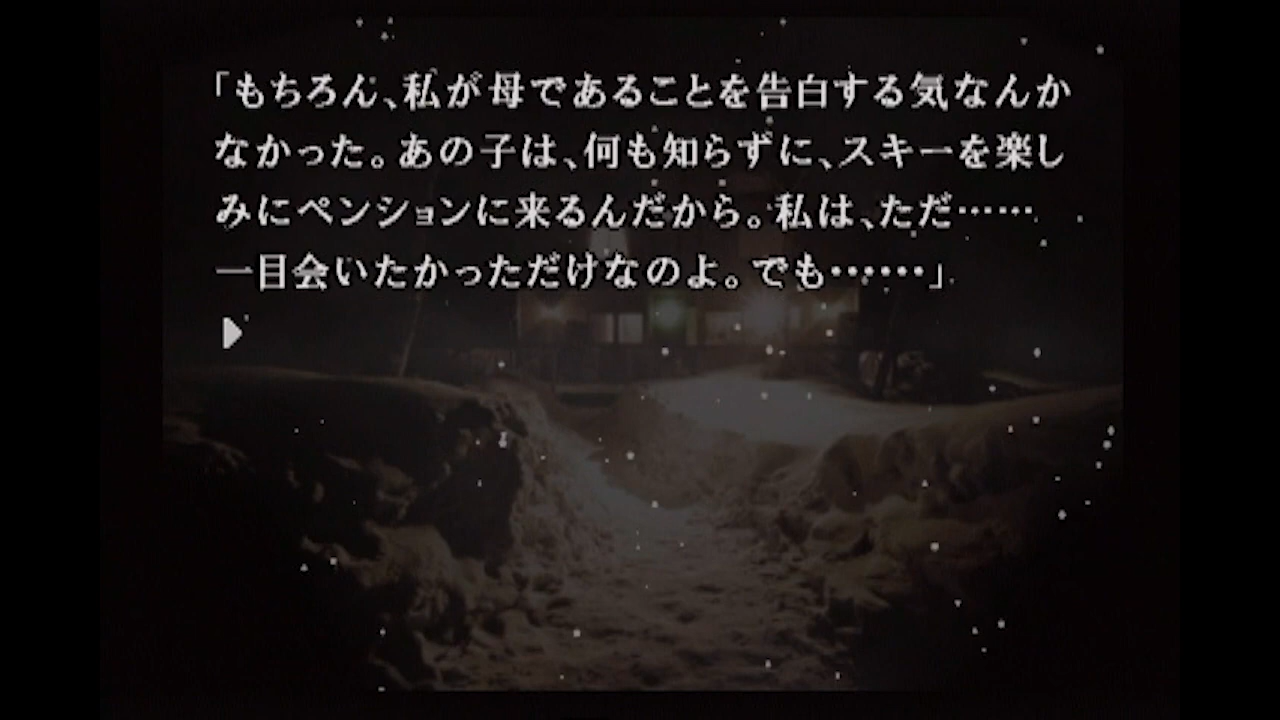 「もちろん、私が母であることを告白する気なんか
なかった。あの子は、何も知らずに、スキーを楽し
みにペンションに来るんだから。私は、ただ……
一目会いたかっただけなのよ。でも……」